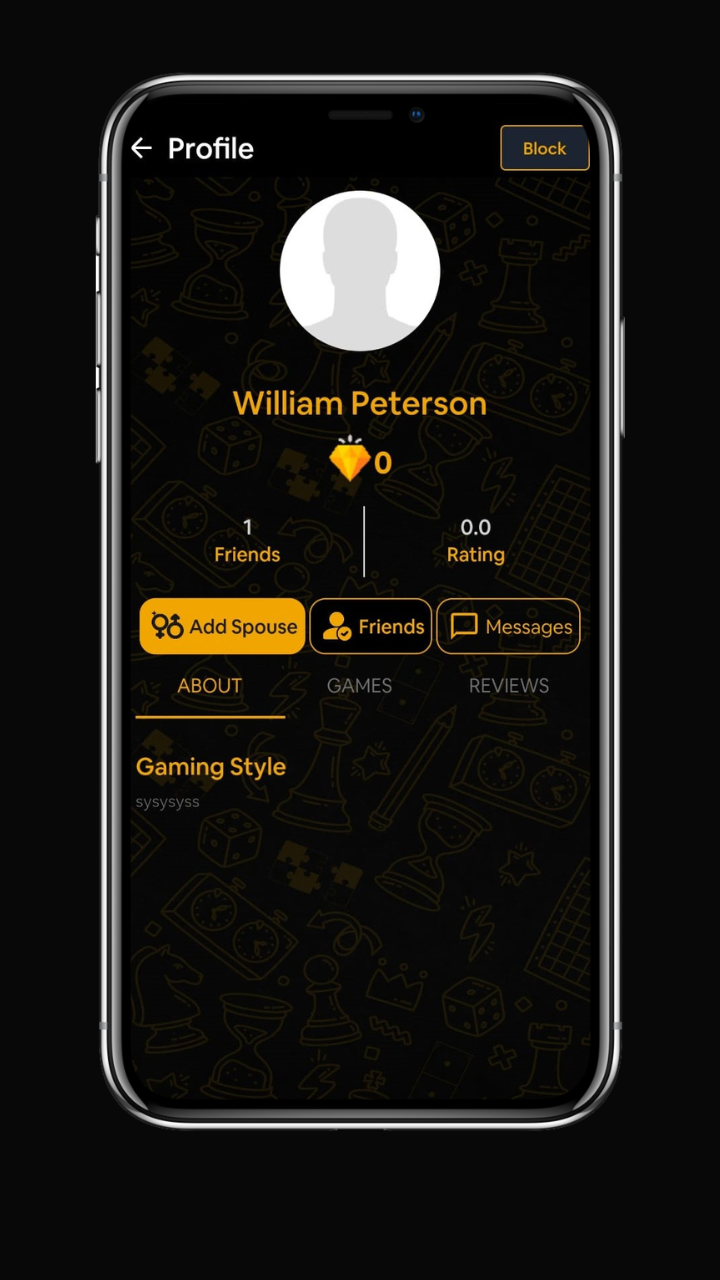 Profile
Block
William Peterson
0
1
0.0
Friends
Rating
Add Spouse
Friends
Messages
ABOUT
GAMES
REVIEWS
Gaming Style
sysysyss